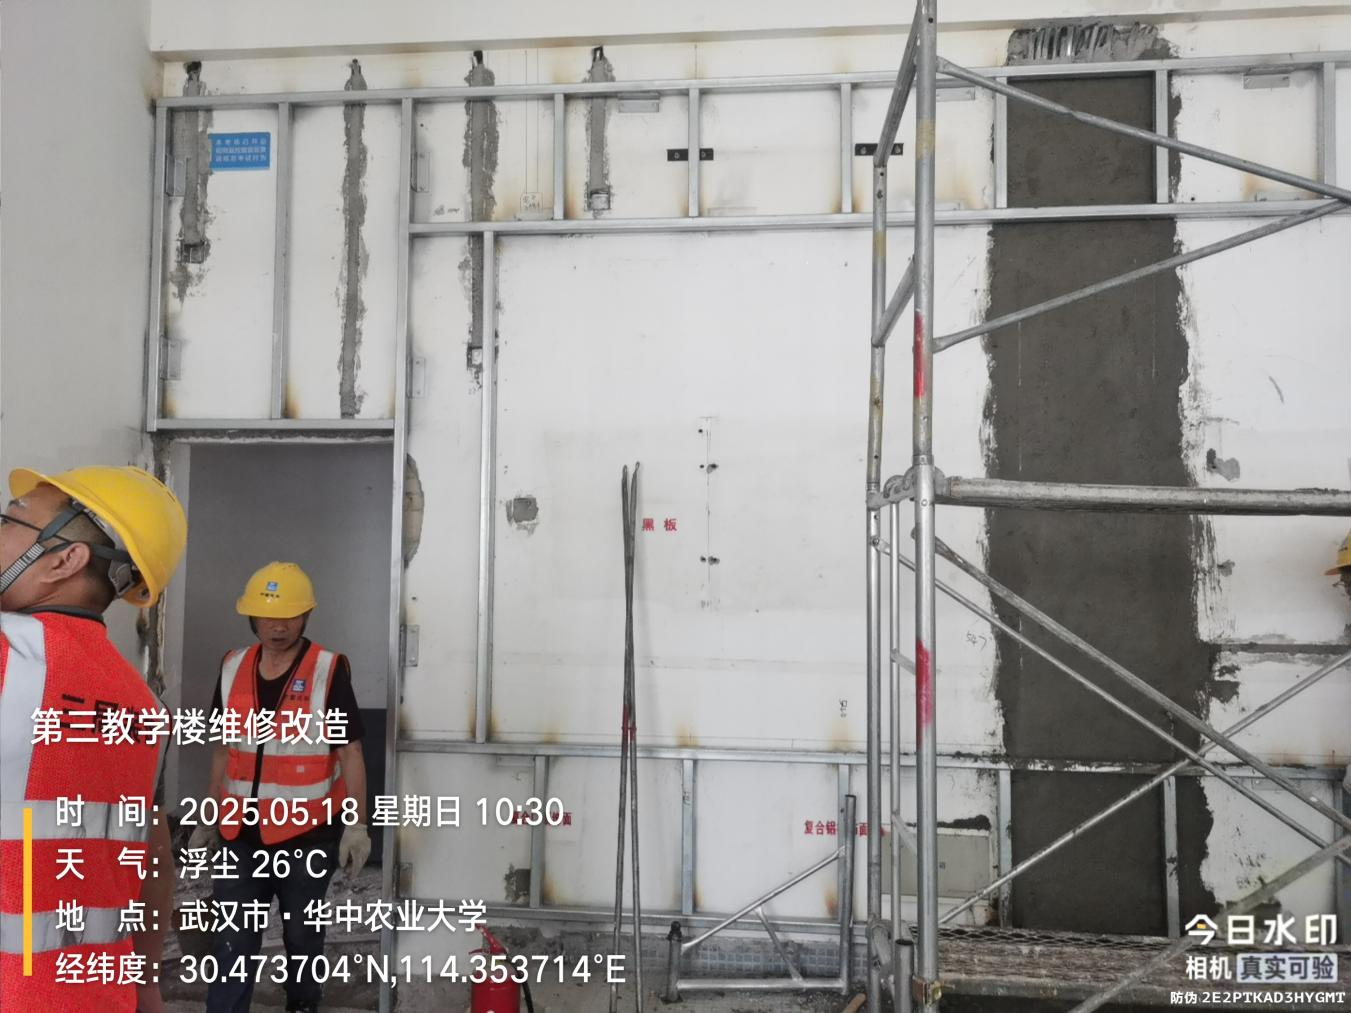 黑 板
547
第三教学楼维修改造
时 间：2025.05.18 星期日 10:30
天 气：浮尘 26°C
地 点：武汉市·华中农业大学
经纬度：30.473704°N,114.353714°E
今日水印
相机 真实可验
防伪 2E2PTKAD3HYGMT